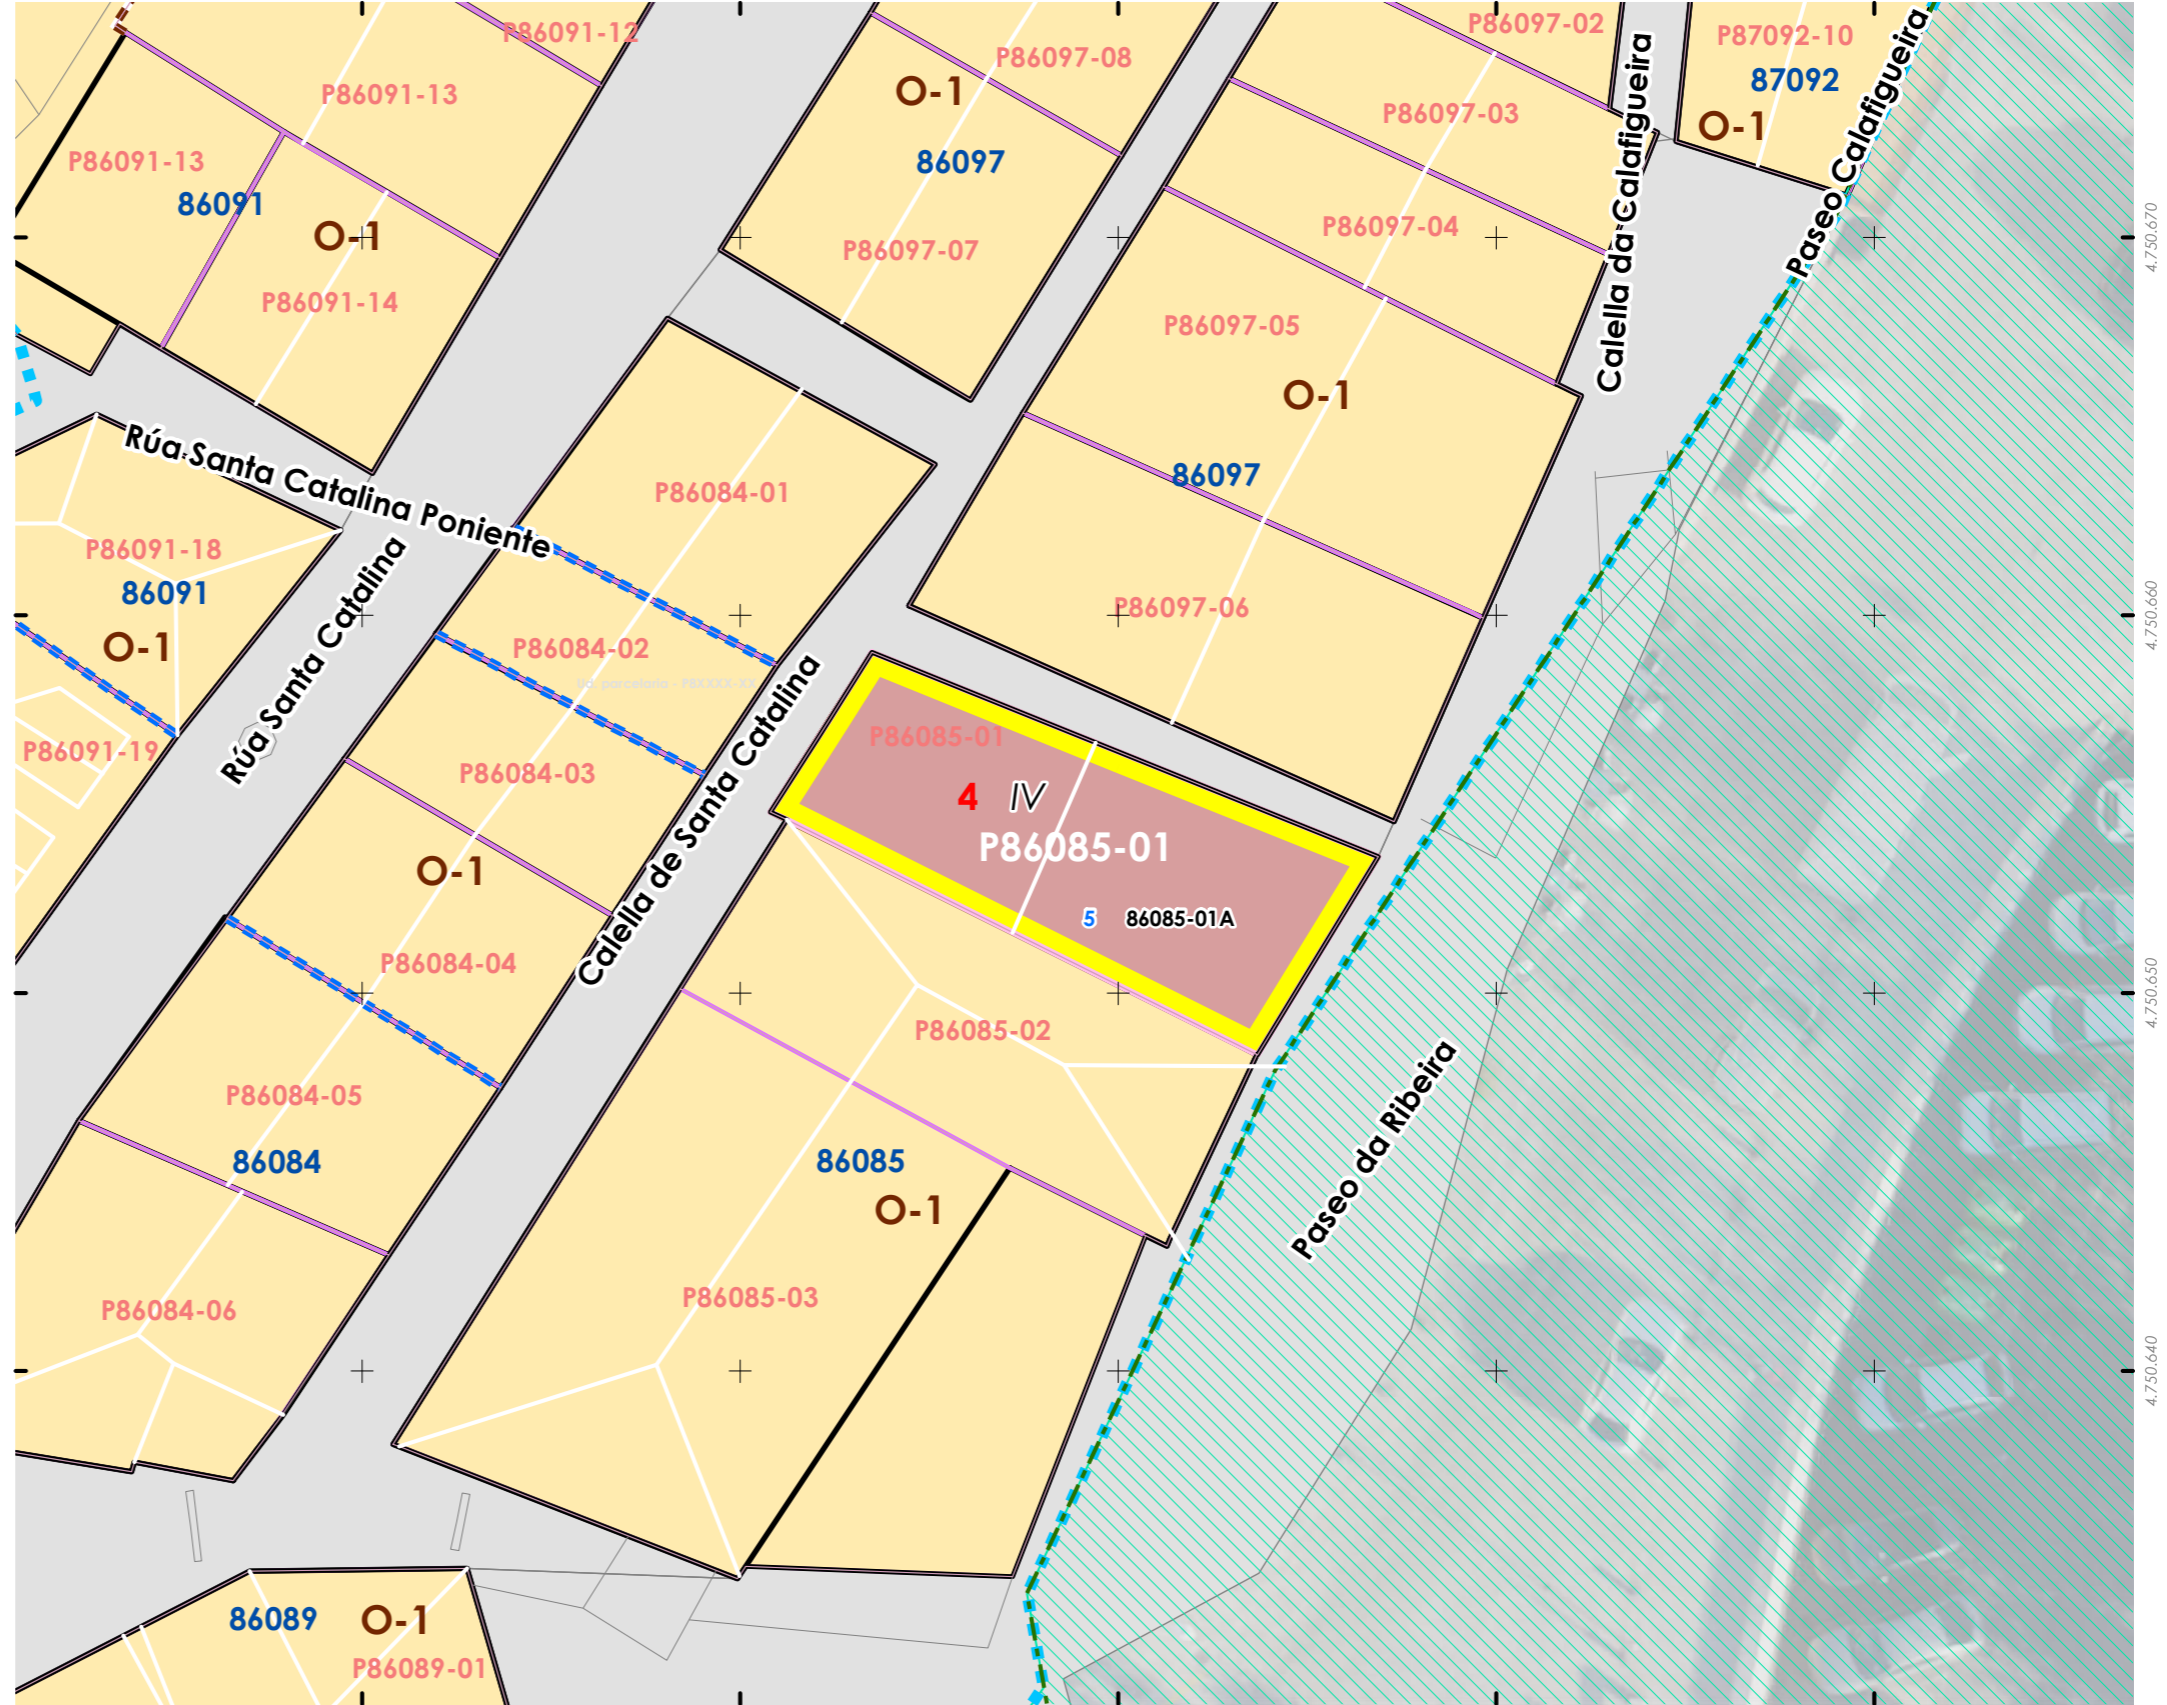 P86091-12
P86097-02
P87092-10
P86097-08
87092
O-1
P86091-13
O-1
P86097-03
O-1
Paseo Calafigueira
P86091-13
86097
86091
O-1
P86097-04
Calella da Calafigueira
P86097-07
4.750.670
P86091-14
P86097-05
O-1
Rúa Santa Catalina Poniente
86097
P86084-01
P86091-18
86091
P86097-06
4.750.660
O-1
P86084-02
Ud. parcelaria - P8XXXX-XX
Rúa Santa Catalina
P86091-19
P86085-01
P86084-03
4 IV
P86085-01
Calella de Santa Catalina
O-1
5 86085-01A
P86084-04
4.750.650
P86085-02
P86084-05
Paseo da Ribeira
86084
86085
O-1
P86085-03
P86084-06
4.750.640
86089
O-1
P86089-01